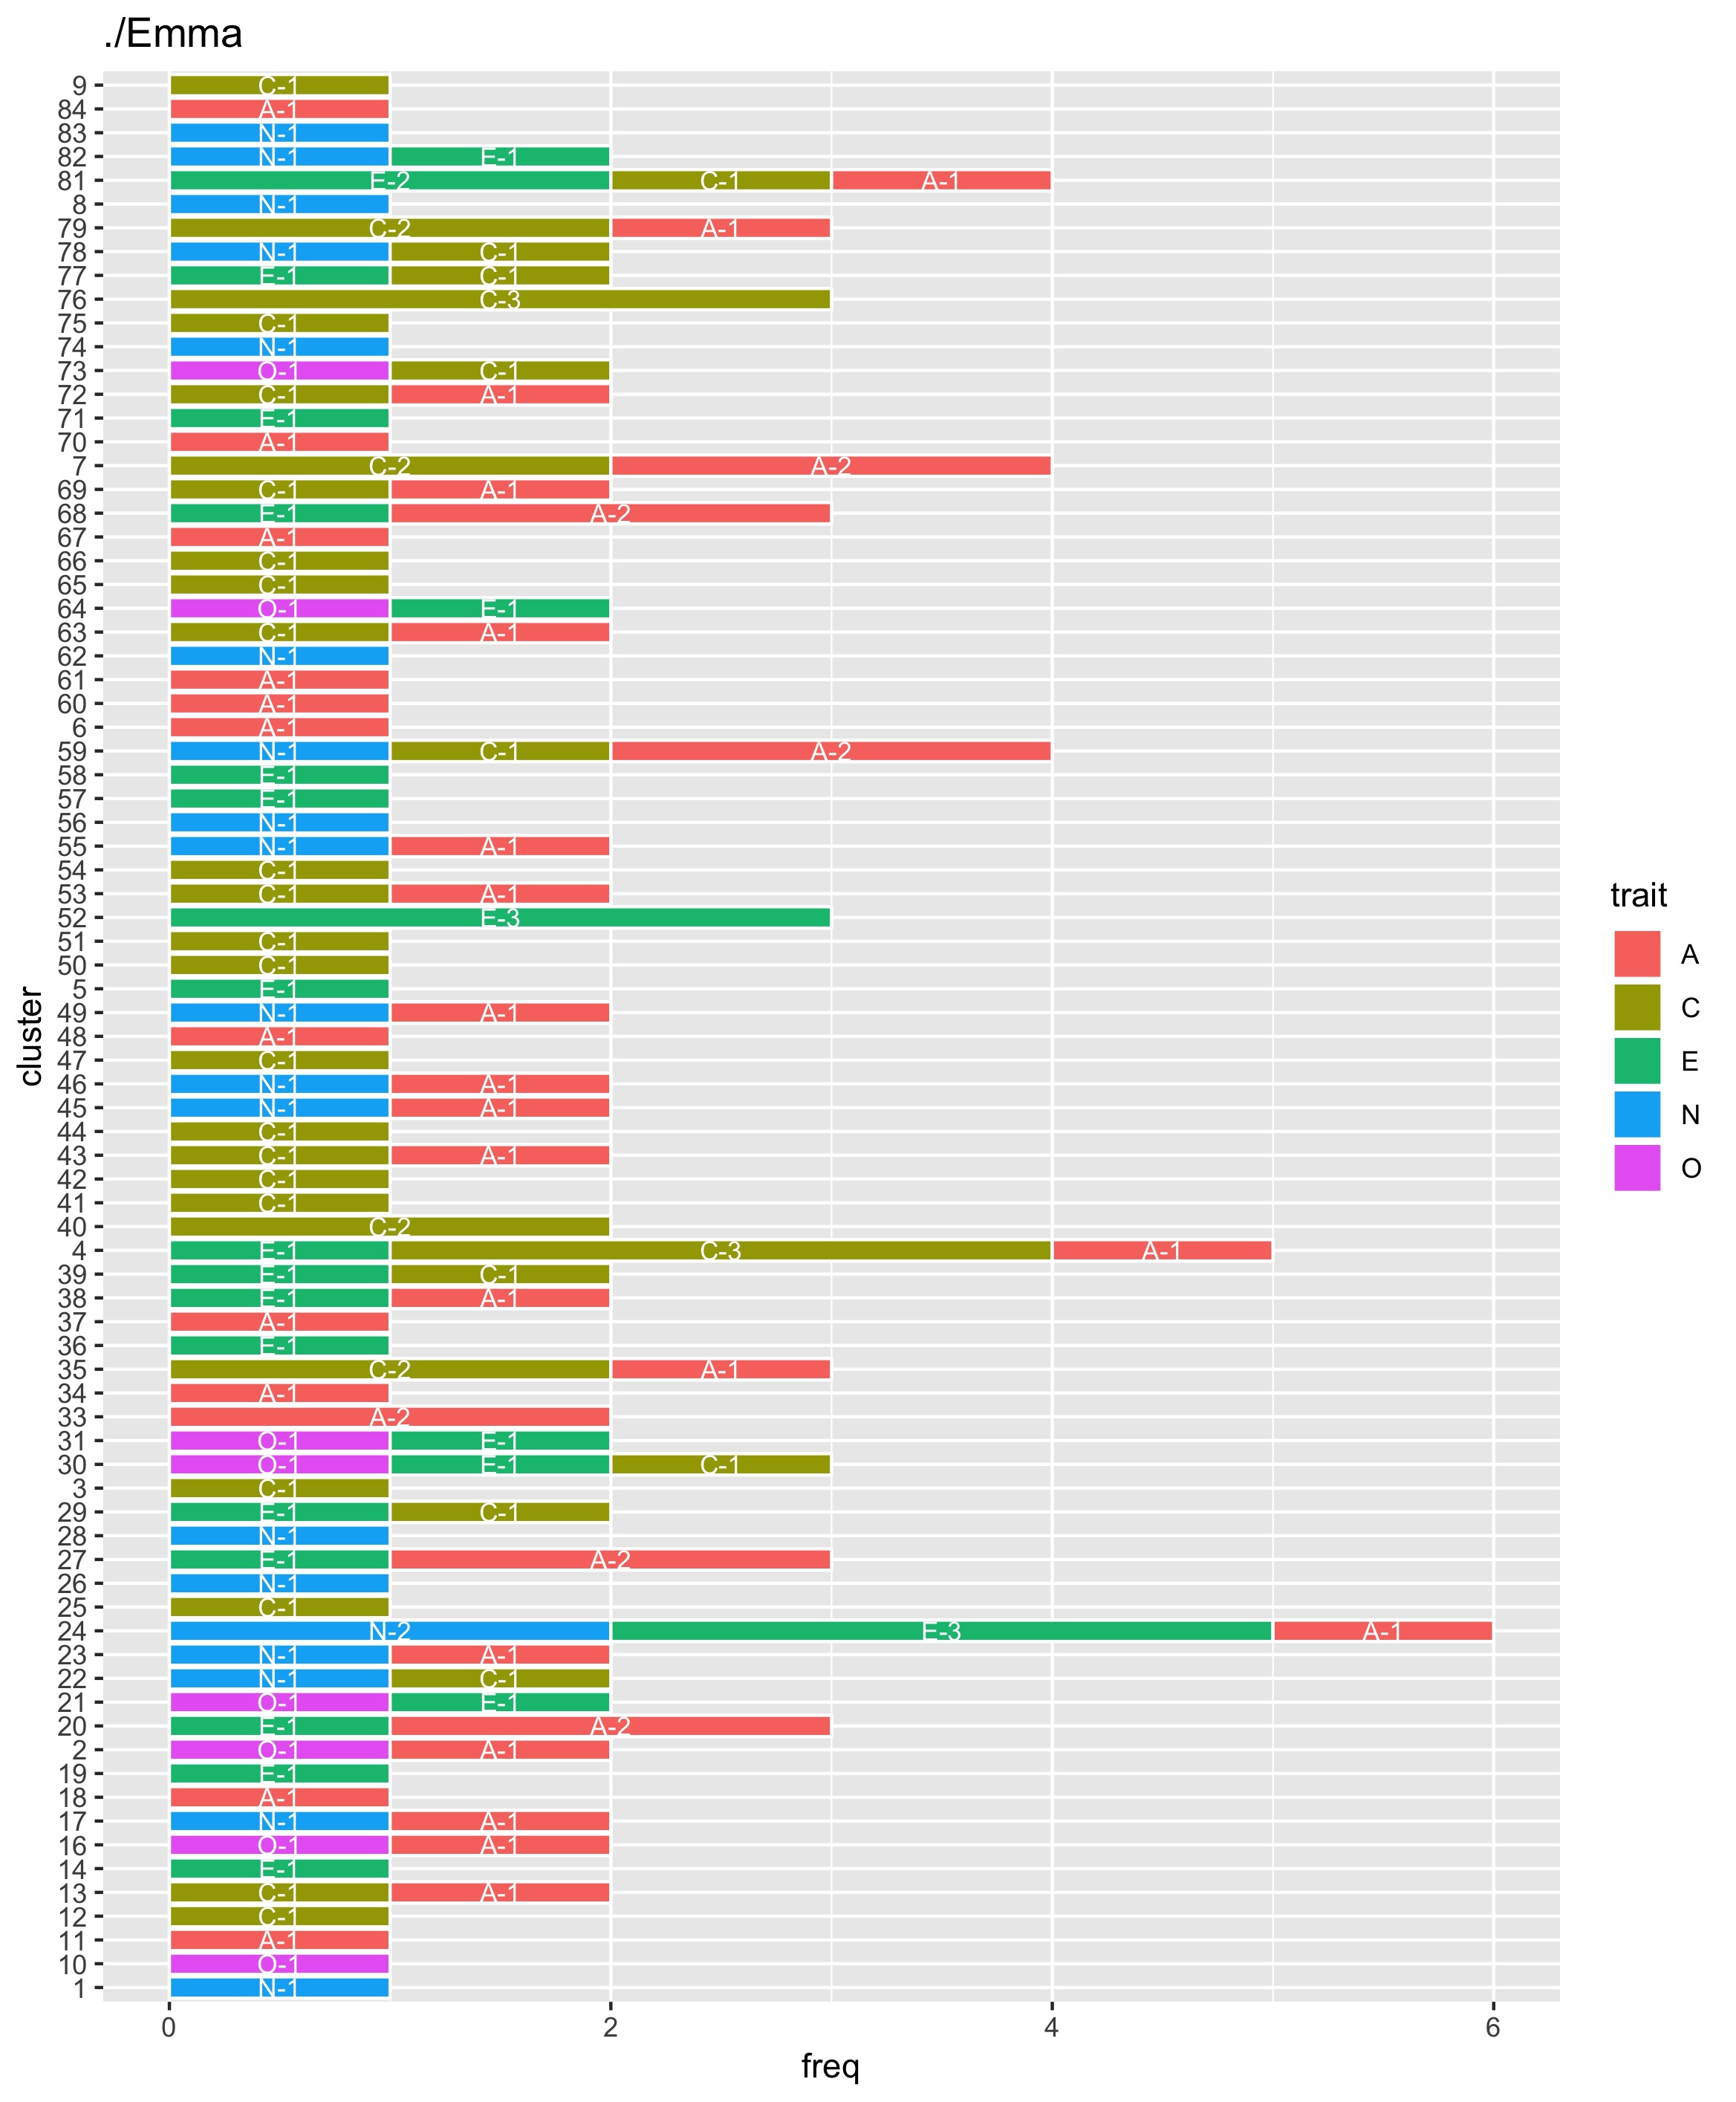 ./Emma
9 C-1
84 A-1
83 N-1
82 N-1 E-1
81 E-2 C-1 A-1
8 N-1
79 C-2 A-1
78 N-1 C-1
77 E-1 C-1
76 C-3
75 C-1
74 N-1
73 O-1 C-1
72 C-1 A-1
71 E-1
70 A-1
7 C-2 A-2
69 C-1 A-1
68 E-1 A-2
67 A-1
66 C-1
65 C-1
64 O-1 E-1
63 C-1 A-1
62 N-1
61 A-1
60 A-1
6 A-1
59 N-1 C-1 A-2
58 E-1
57 E-1
56 N-1
55 N-1 A-1
54 C-1
53 C-1 A-1
52 E-3
51 C-1
50 C-1
5 E-1
49 N-1 A-1
48 A-1
47 C-1
46 N-1 A-1
45 N-1 A-1
44 C-1
43 C-1 A-1
42 C-1
41 C-1
40 C-2
4 E-1 C-3 A-1
39 E-1 C-1
38 E-1 A-1
37 A-1
36 E-1
35 C-2 A-1
34 A-1
33 A-2
31 O-1 E-1
30 O-1 E-1 C-1
3 C-1
29 E-1 C-1
28 N-1
27 E-1 A-2
26 N-1
25 C-1
24 N-2 E-3 A-1
23 N-1 A-1
22 N-1 C-1
21 O-1 E-1
20 E-1 A-2
2 O-1 A-1
19 E-1
18 A-1
17 N-1 A-1
16 O-1 A-1
14 E-1
13 C-1 A-1
12 C-1
11 A-1
10 O-1
1 N-1
0 2 4 6
freq
cluster
trait
A
C
E
N
O